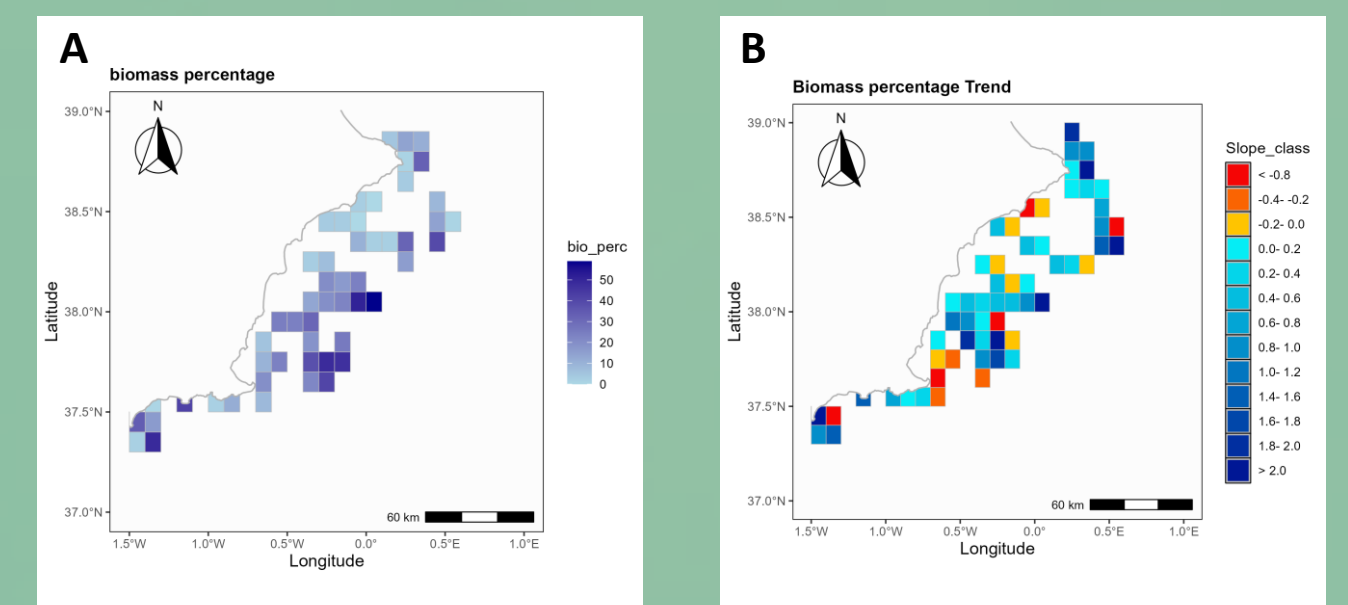 A
biomass percentage
N
39.0°N
38.5°N
38.0°N
37.5°N
37.0°N
Latitude
60 km
1.5°W 1.0°W 0.5°W 0.0° 0.5°E 1.0°E
Longitude
bio_perc
50
40
30
20
10
0
B
Biomass percentage Trend
N
39.0°N
38.5°N
38.0°N
37.5°N
37.0°N
Latitude
60 km
1.5°W 1.0°W 0.5°W 0.0° 0.5°E 1.0°E
Longitude
Slope_class
< -0.8
-0.4- -0.2
-0.2- 0.0
0.0- 0.2
0.2- 0.4
0.4- 0.6
0.6- 0.8
0.8- 1.0
1.0- 1.2
1.4- 1.6
1.6- 1.8
1.8- 2.0
> 2.0